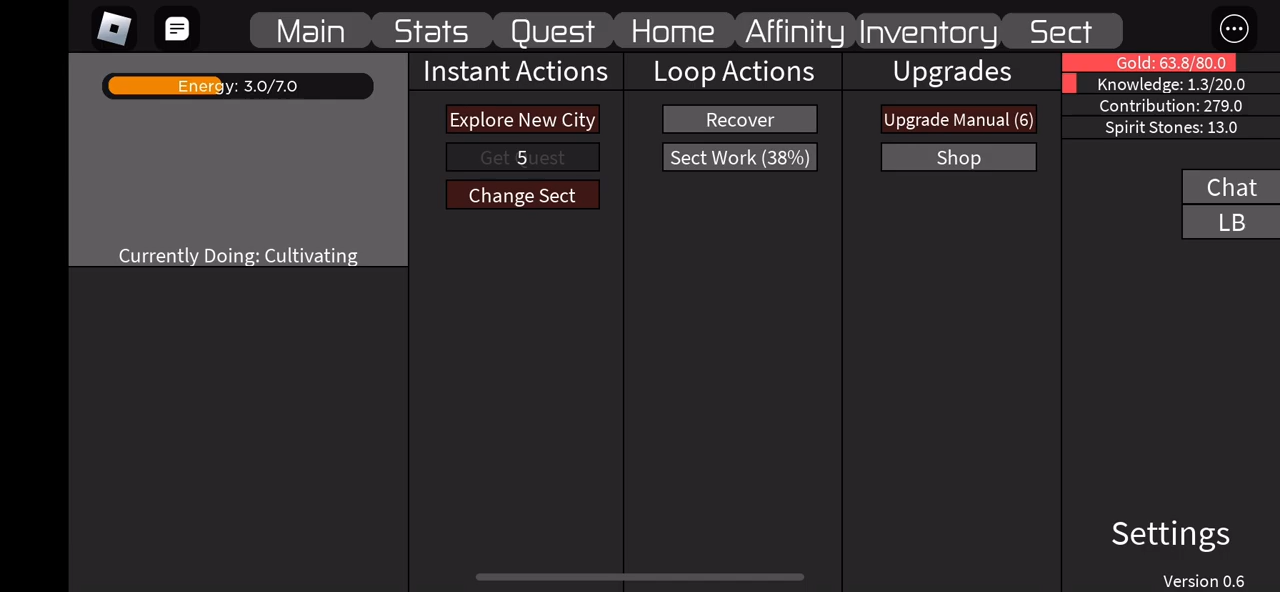 Main Stats Quest Home Affinity Inventory Sect
Energy: 3.0/7.0
Currently Doing: Cultivating
Instant Actions
Explore New City
Get Quest
5
Change Sect
Loop Actions
Recover
Sect Work (38%)
Upgrades
Upgrade Manual (6)
Shop
Gold: 63.8/80.0
Knowledge: 1.3/20.0
Contribution: 279.0
Spirit Stones: 13.0
Chat
LB
Settings
Version 0.6